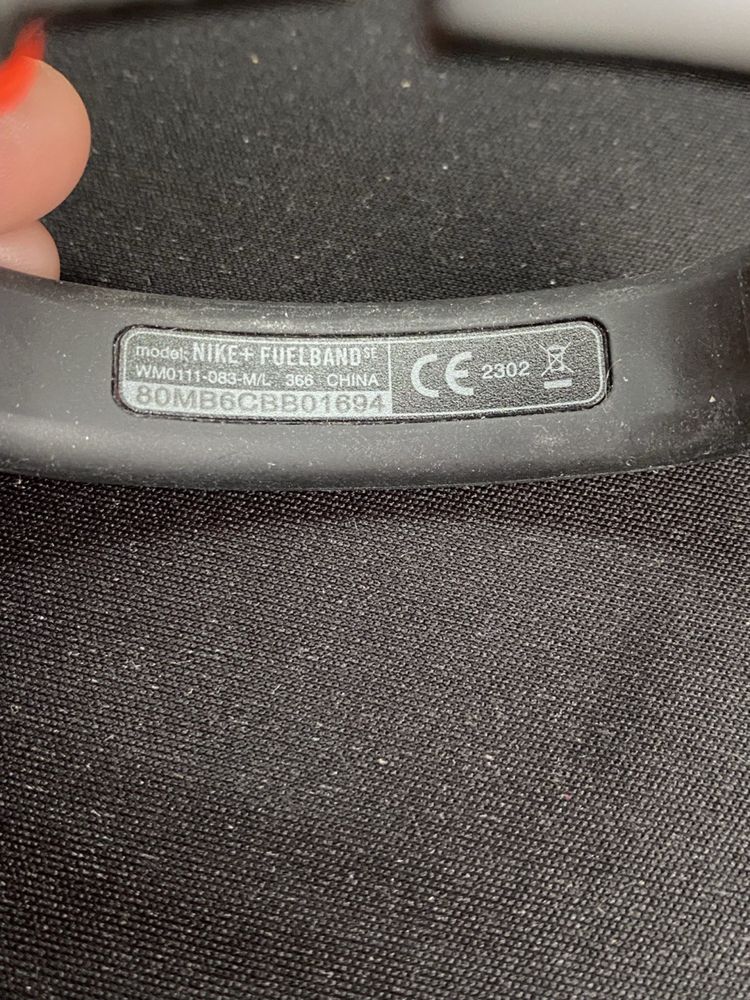 model: NIKE+ FUELBAND SE
WM0111-083-M/L 366 CHINA
80MB6CBB01694
CE 2302